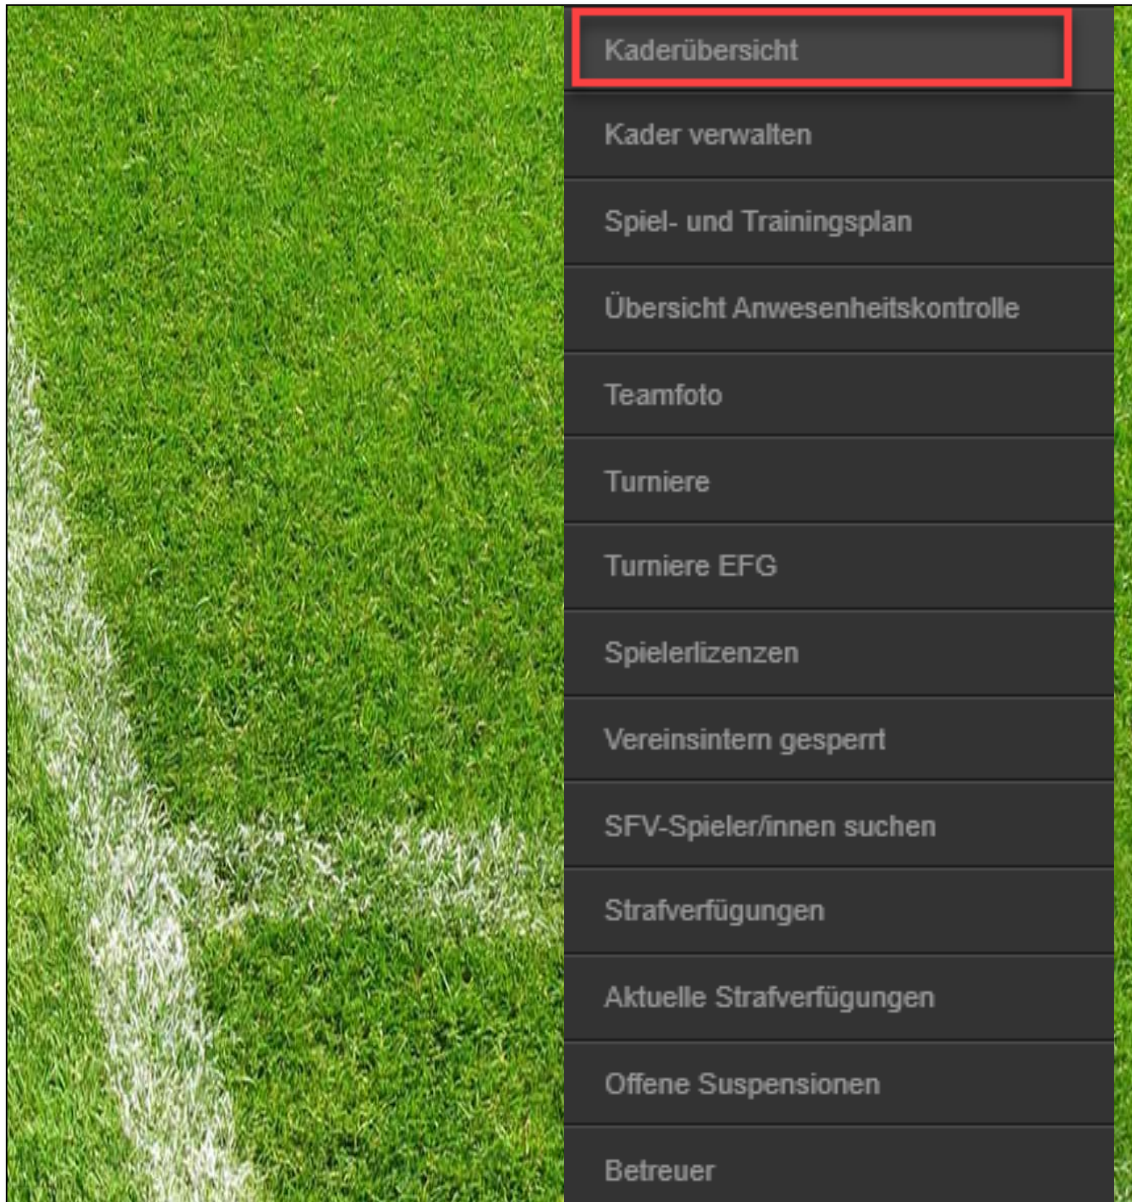 Kaderübersicht
Kader verwalten
Spiel- und Trainingsplan
Übersicht Anwesenheitskontrolle
Teamfoto
Turniere
Turniere EFG
Spielerlizenzen
Vereinsintern gesperrt
SFV-Spieler/innen suchen
Strafverfügungen
Aktuelle Strafverfügungen
Offene Suspensionen
Betreuer